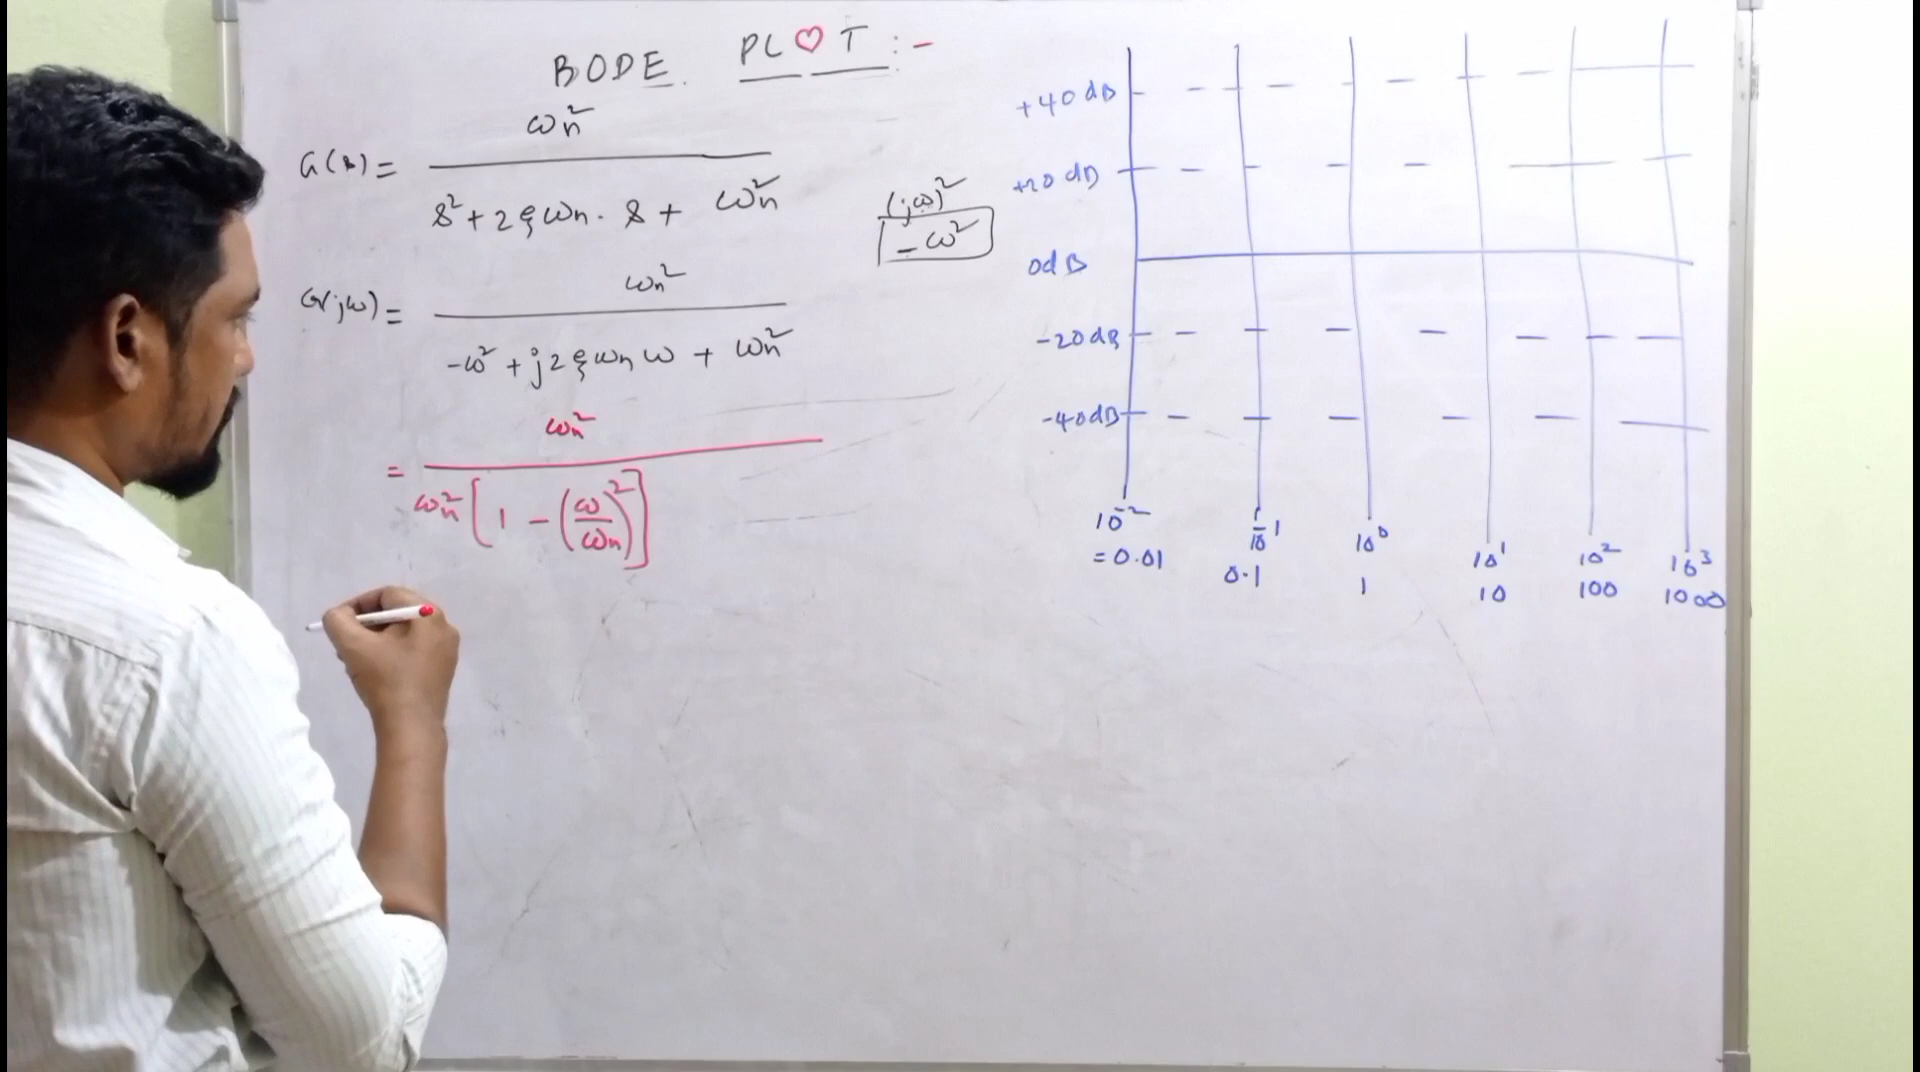 BODE PL♡T :-
G(s) = ωn² / s² + 2ξωn. s + ωn²
(jω)²
-ω²
G(jω) = ωn² / -ω² + j2ξωnω + ωn²
= ωn² / ωn² [1 - (ω/ωn)²]
+40dB
+20dB
0dB
-20dB
-40dB
10⁻² 10⁻¹ 10⁰ 10¹ 10² 10³
=0.01 0.1 1 10 100 1000